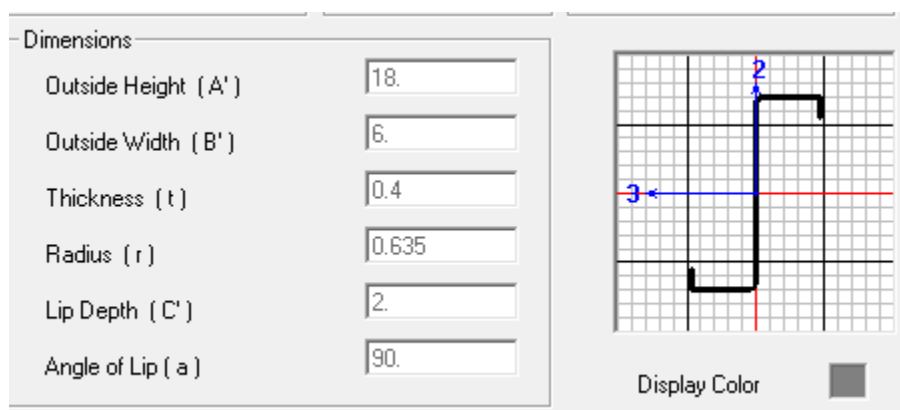 Dimensions
Outside Height ( A' ) 18.
Outside Width ( B' ) 6.
Thickness ( t ) 0.4
Radius ( r ) 0.635
Lip Depth ( C' ) 2.
Angle of Lip ( a ) 90.
2
3
Display Color